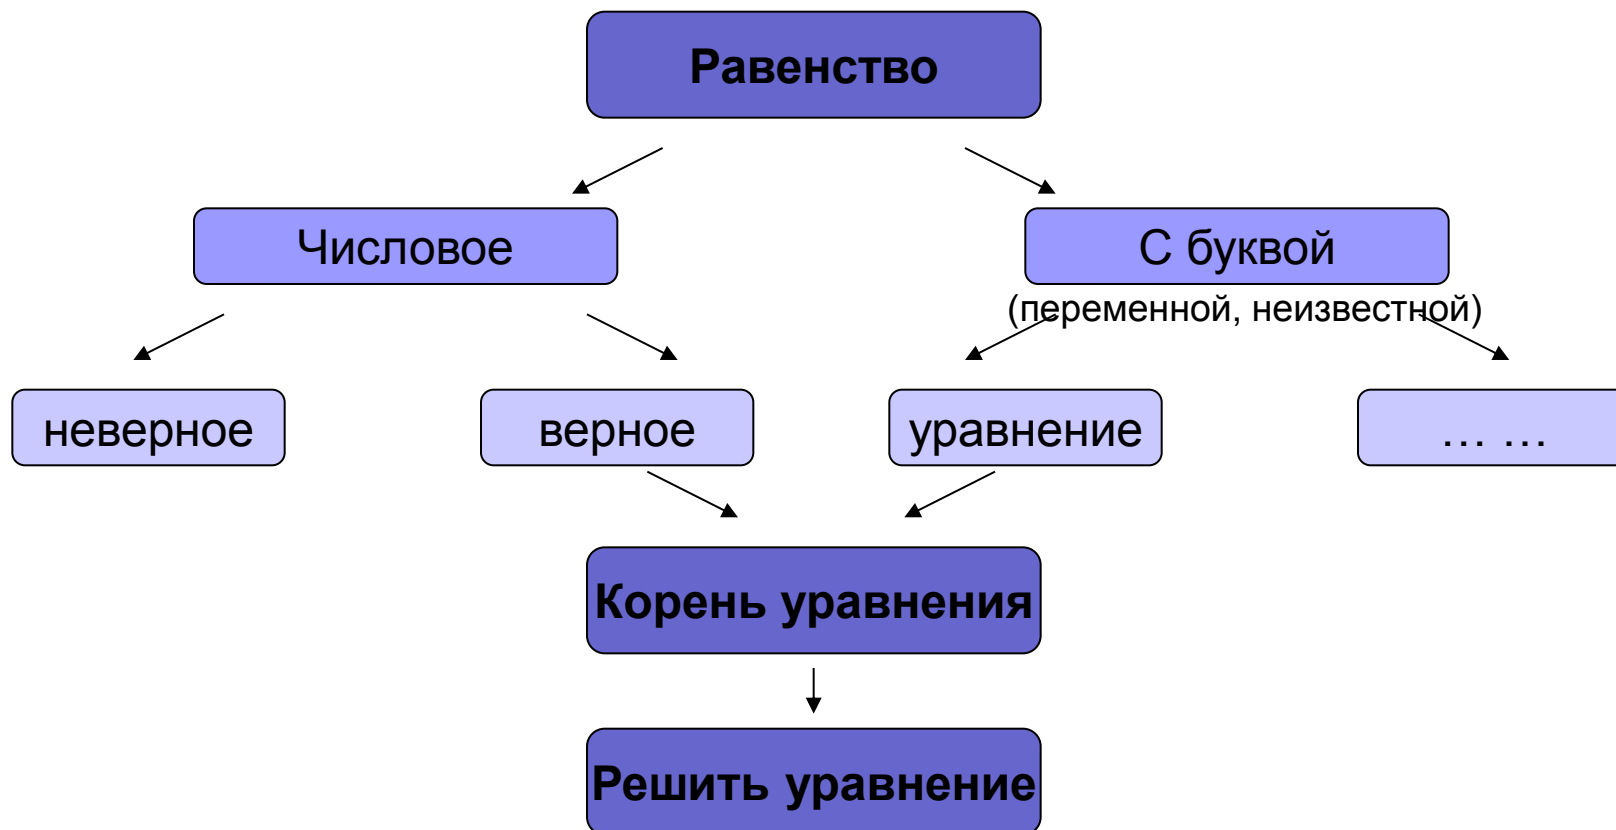 Равенство
Числовое
С буквой
(переменной, неизвестной)
неверное
верное
уравнение
... ...
Корень уравнения
Решить уравнение